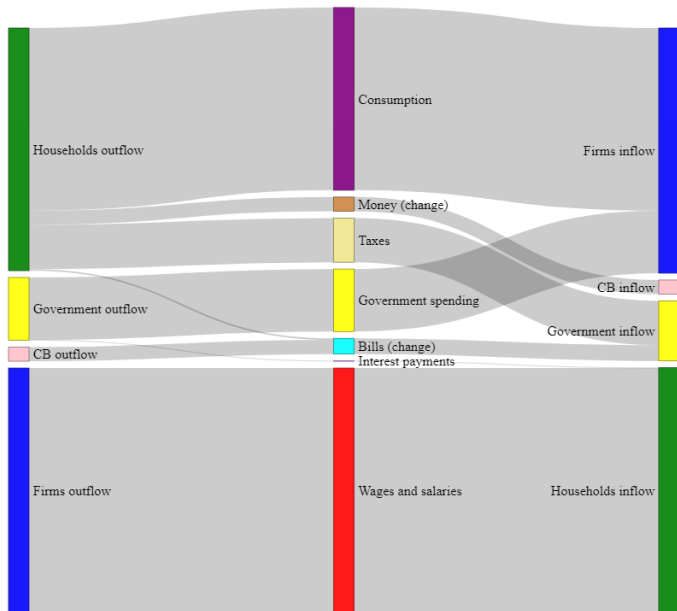 Consumption
Households outflow
Firms inflow
Money (change)
Taxes
CB inflow
Government outflow
Government spending
Government inflow
CB outflow
Bills (change)
Interest payments
Firms outflow
Wages and salaries
Households inflow